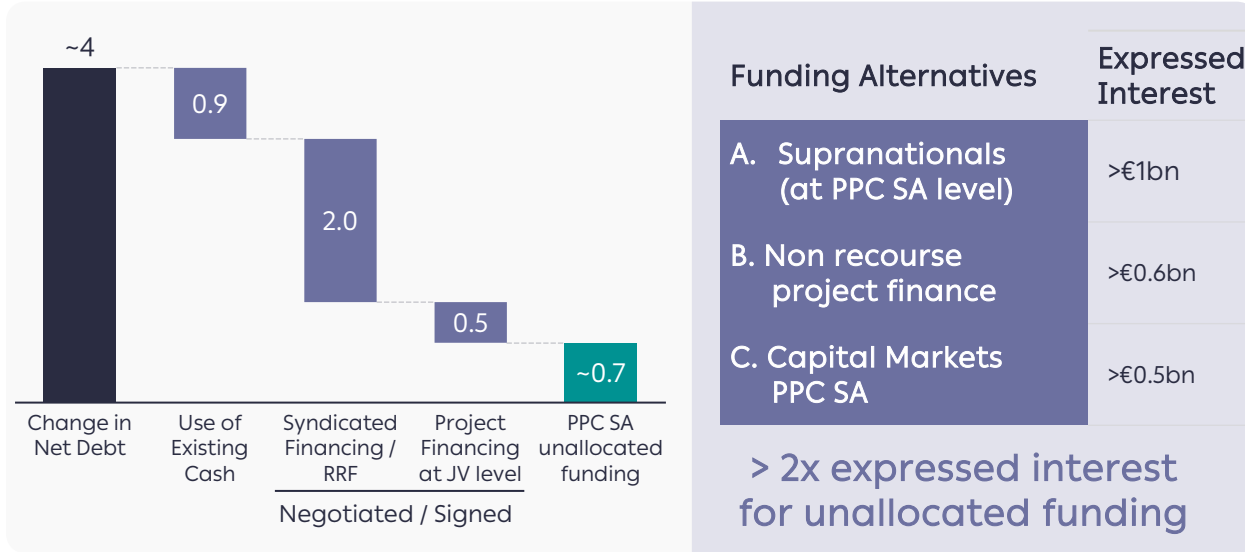 ~4
0.9
2.0
0.5
~0.7
Change in
Net Debt
Use of
Existing
Cash
Syndicated
Financing /
RRF
Project
Financing
at JV level
PPC SA
unallocated
funding
Negotiated / Signed
Funding Alternatives
Expressed
Interest
A. Supranationals
(at PPC SA level)
>€1bn
B. Non recourse
project finance
>€0.6bn
C. Capital Markets
PPC SA
>€0.5bn
> 2x expressed interest
for unallocated funding